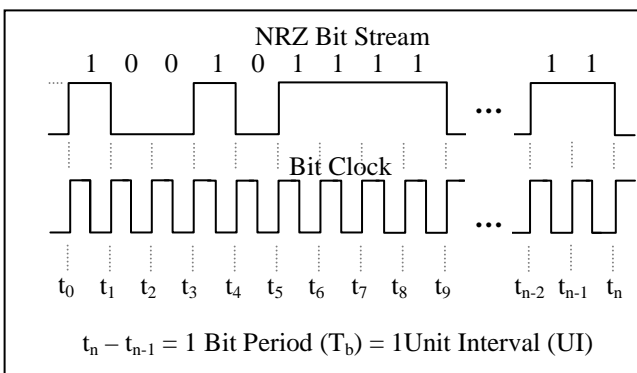 NRZ Bit Stream
1 0 0 1 0 1 1 1 1 ... 1 1
Bit Clock
...
t₀ t₁ t₂ t₃ t₄ t₅ t₆ t₇ t₈ t₉ tₙ₋₂ tₙ₋₁ tₙ
tₙ – tₙ₋₁ = 1 Bit Period (T_b) = 1Unit Interval (UI)